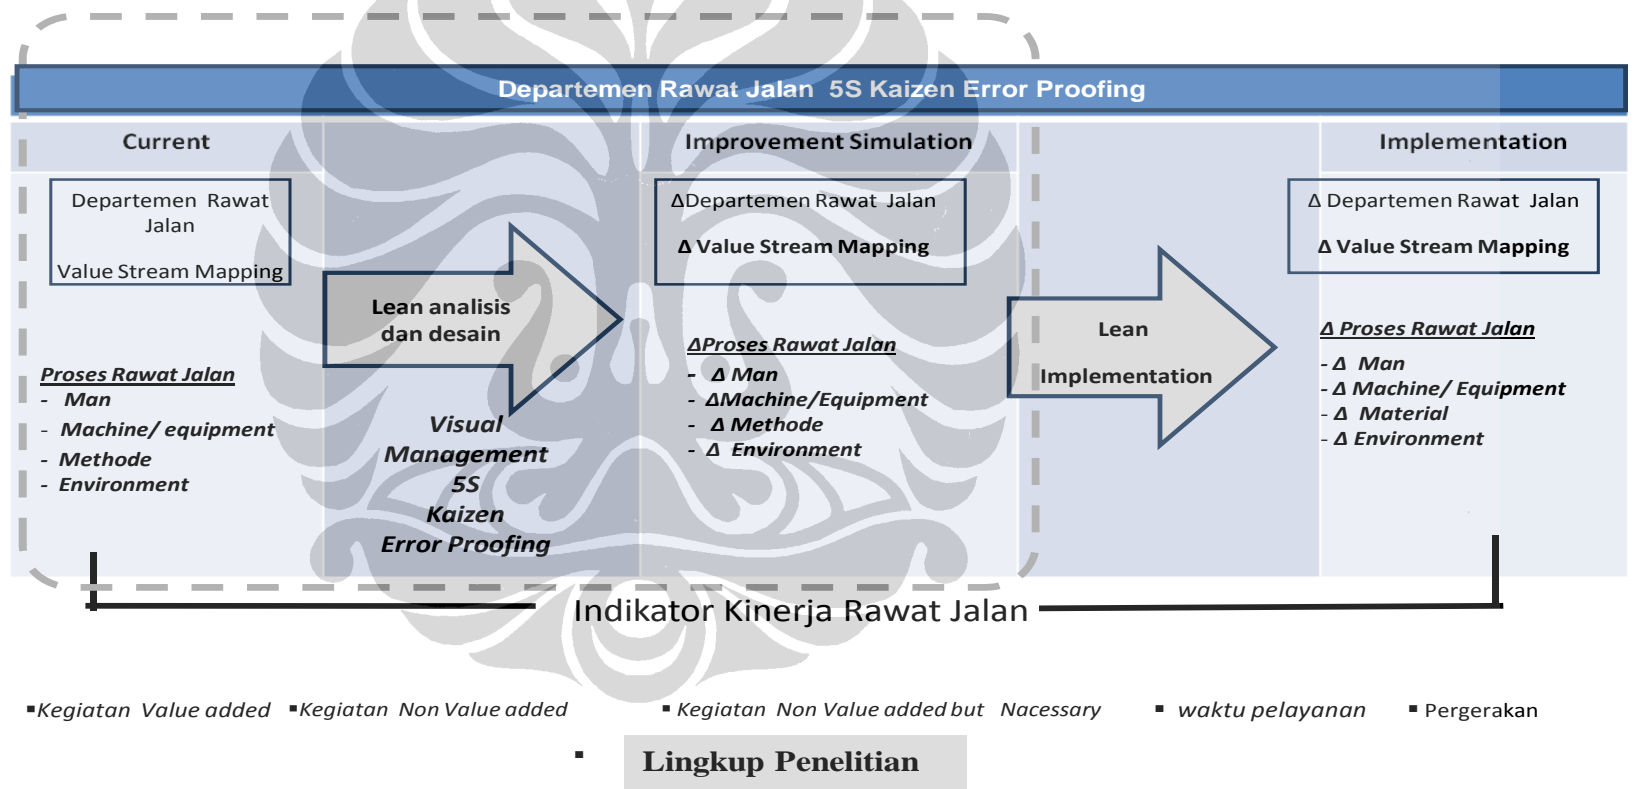 Departemen Rawat Jalan 5S Kaizen Error Proofing
Current
Improvement Simulation
Implementation
Departemen Rawat
Jalan
Value Stream Mapping
Proses Rawat Jalan
- Man
- Machine/ equipment
- Methode
- Environment
Lean analisis
dan desain
Visual
Management
5S
Kaizen
Error Proofing
ΔDepartemen Rawat Jalan
Δ Value Stream Mapping
ΔProses Rawat Jalan
- Δ Man
- ΔMachine/Equipment
- Δ Methode
- Δ Environment
Lean
Implementation
Δ Departemen Rawat Jalan
Δ Value Stream Mapping
Δ Proses Rawat Jalan
- Δ Man
- Δ Machine/ Equipment
- Δ Material
- Δ Environment
Indikator Kinerja Rawat Jalan
▪Kegiatan Value added ▪Kegiatan Non Value added ▪ Kegiatan Non Value added but Nacessary ▪ waktu pelayanan ▪ Pergerakan
▪ Lingkup Penelitian